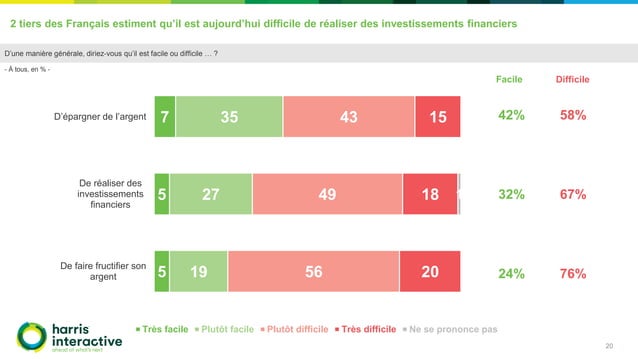 2 tiers des Français estiment qu’il est aujourd’hui difficile de réaliser des investissements financiers
D’une manière générale, diriez-vous qu’il est facile ou difficile … ?
- À tous, en % -
Facile Difficile
D’épargner de l’argent 7 35 43 15 42% 58%
De réaliser des
investissements
financiers
5 27 49 18 1 32% 67%
De faire fructifier son
argent
5 19 56 20 24% 76%
Très facile Plutôt facile Plutôt difficile Très difficile Ne se prononce pas
harris
interactive
ahead of what's next
20